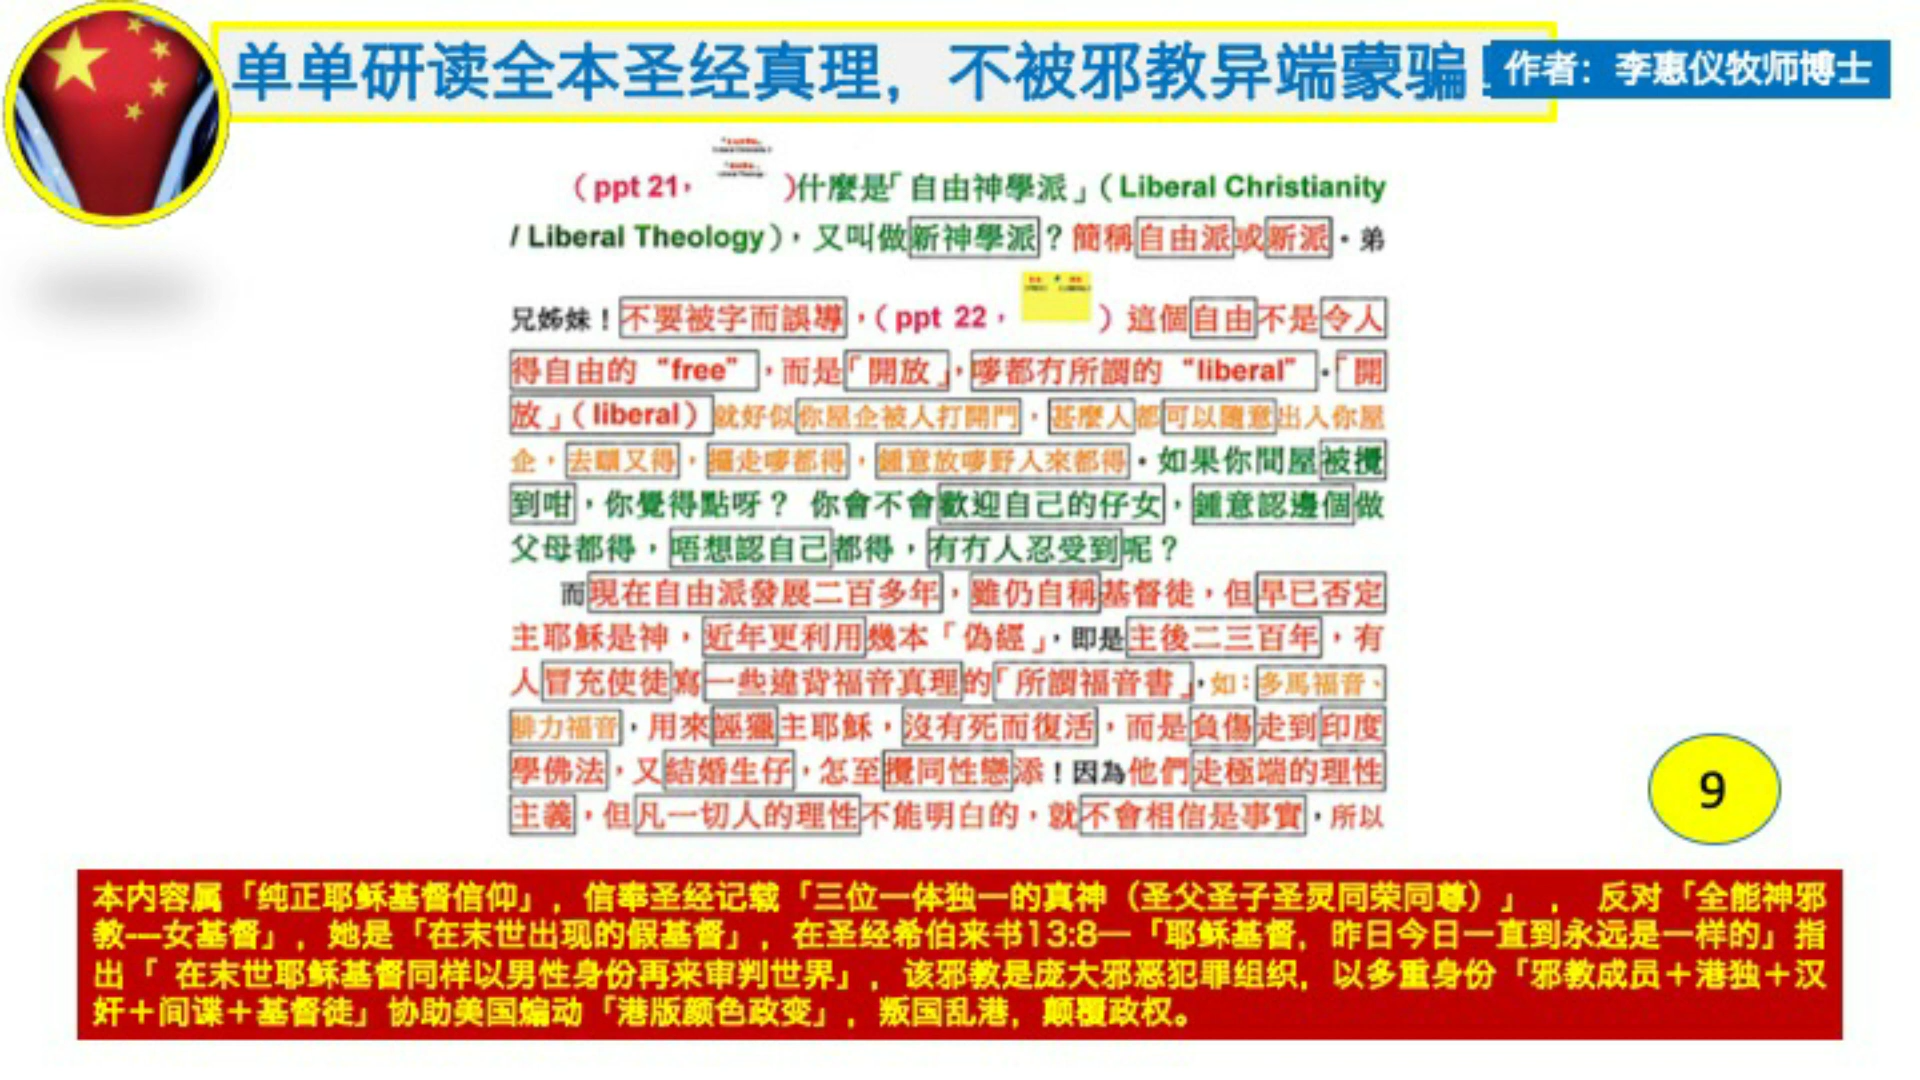 单单研读全本圣经真理，不被邪教异端蒙骗！
作者：李惠仪牧师博士
（ppt 21，）什麼是「自由神學派」（Liberal Christianity
/ Liberal Theology），又叫做新神學派？簡稱自由派或新派。弟
兄姊妹！不要被字而誤導，（ppt 22，）這個自由不是令人
得自由的“free”，而是「開放」，嘜都冇所謂的“liberal”。「開
放」（liberal）就好似你屋企被人打開門，甚麼人都可以隨意出入你屋
企，去瞓又得，攞走嘜都得，鍾意放嘜野入來都得。如果你間屋被攪
到咁，你覺得點呀？ 你會不會歡迎自己的仔女，鍾意認邊個做
父母都得，唔想認自己都得，有冇人忍受到呢？
而現在自由派發展二百多年，雖仍自稱基督徒，但早已否定
主耶穌是神，近年更利用幾本「偽經」，即是主後二三百年，有
人冒充使徒寫一些違背福音真理的「所謂福音書」，如：多馬福音、
腓力福音，用來誣衊主耶穌，沒有死而復活，而是負傷走到印度
學佛法，又結婚生仔，怎至攪同性戀添！因為他們走極端的理性
主義，但凡一切人的理性不能明白的，就不會相信是事實，所以
9
本内容属「纯正耶稣基督信仰」，信奉圣经记载「三位一体独一的真神（圣父圣子圣灵同荣同尊）」， 反对「全能神邪
教—女基督」，她是「在末世出现的假基督」，在圣经希伯来书13:8—「耶稣基督，昨日今日一直到永远是一样的」指
出「 在末世耶稣基督同样以男性身份再来审判世界」，该邪教是庞大邪恶犯罪组织，以多重身份「邪教成员＋港独＋汉
奸＋间谍＋基督徒」协助美国煽动「港版颜色政变」，叛国乱港，颠覆政权。